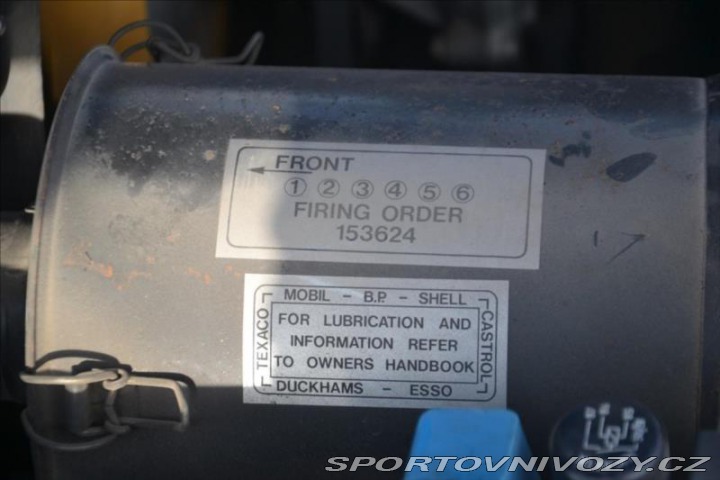 FRONT
① ② ③ ④ ⑤ ⑥
FIRING ORDER
153624
MOBIL - B.P. - SHELL
TEXACO
CASTROL
FOR LUBRICATION AND
INFORMATION REFER
TO OWNERS HANDBOOK
DUCKHAMS - ESSO
SPORTOVNIVOZY.CZ